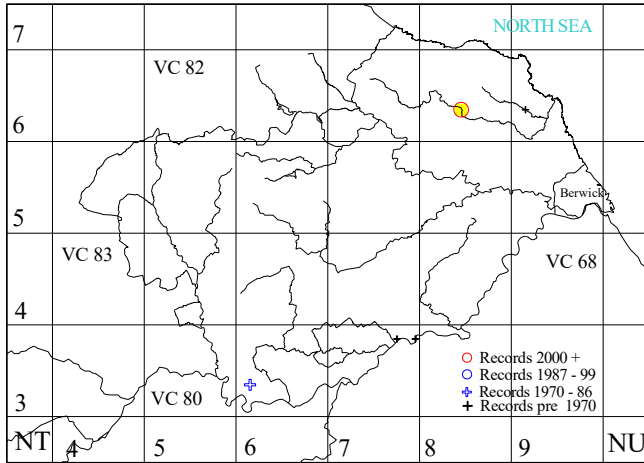 NORTH SEA
7
VC 82
6
Berwick
5
VC 83
VC 68
4
Records 2000 +
Records 1987 - 99
VC 80
Records 1970 - 86
Records pre 1970
3
NT 4 5 6 7 8 9 NU